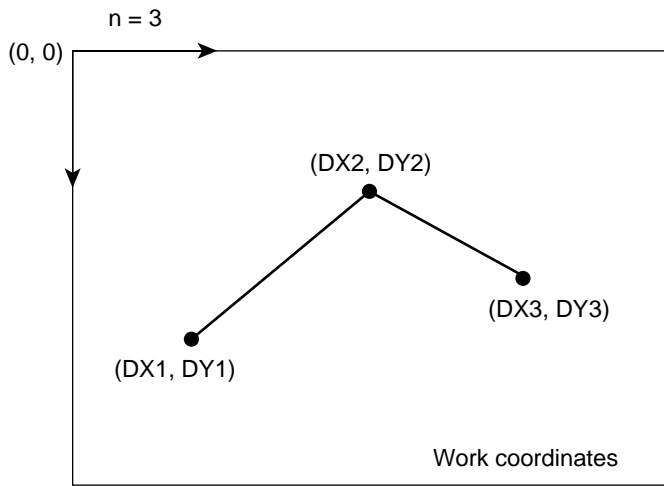 n = 3
(0, 0)
(DX2, DY2)
(DX3, DY3)
(DX1, DY1)
Work coordinates